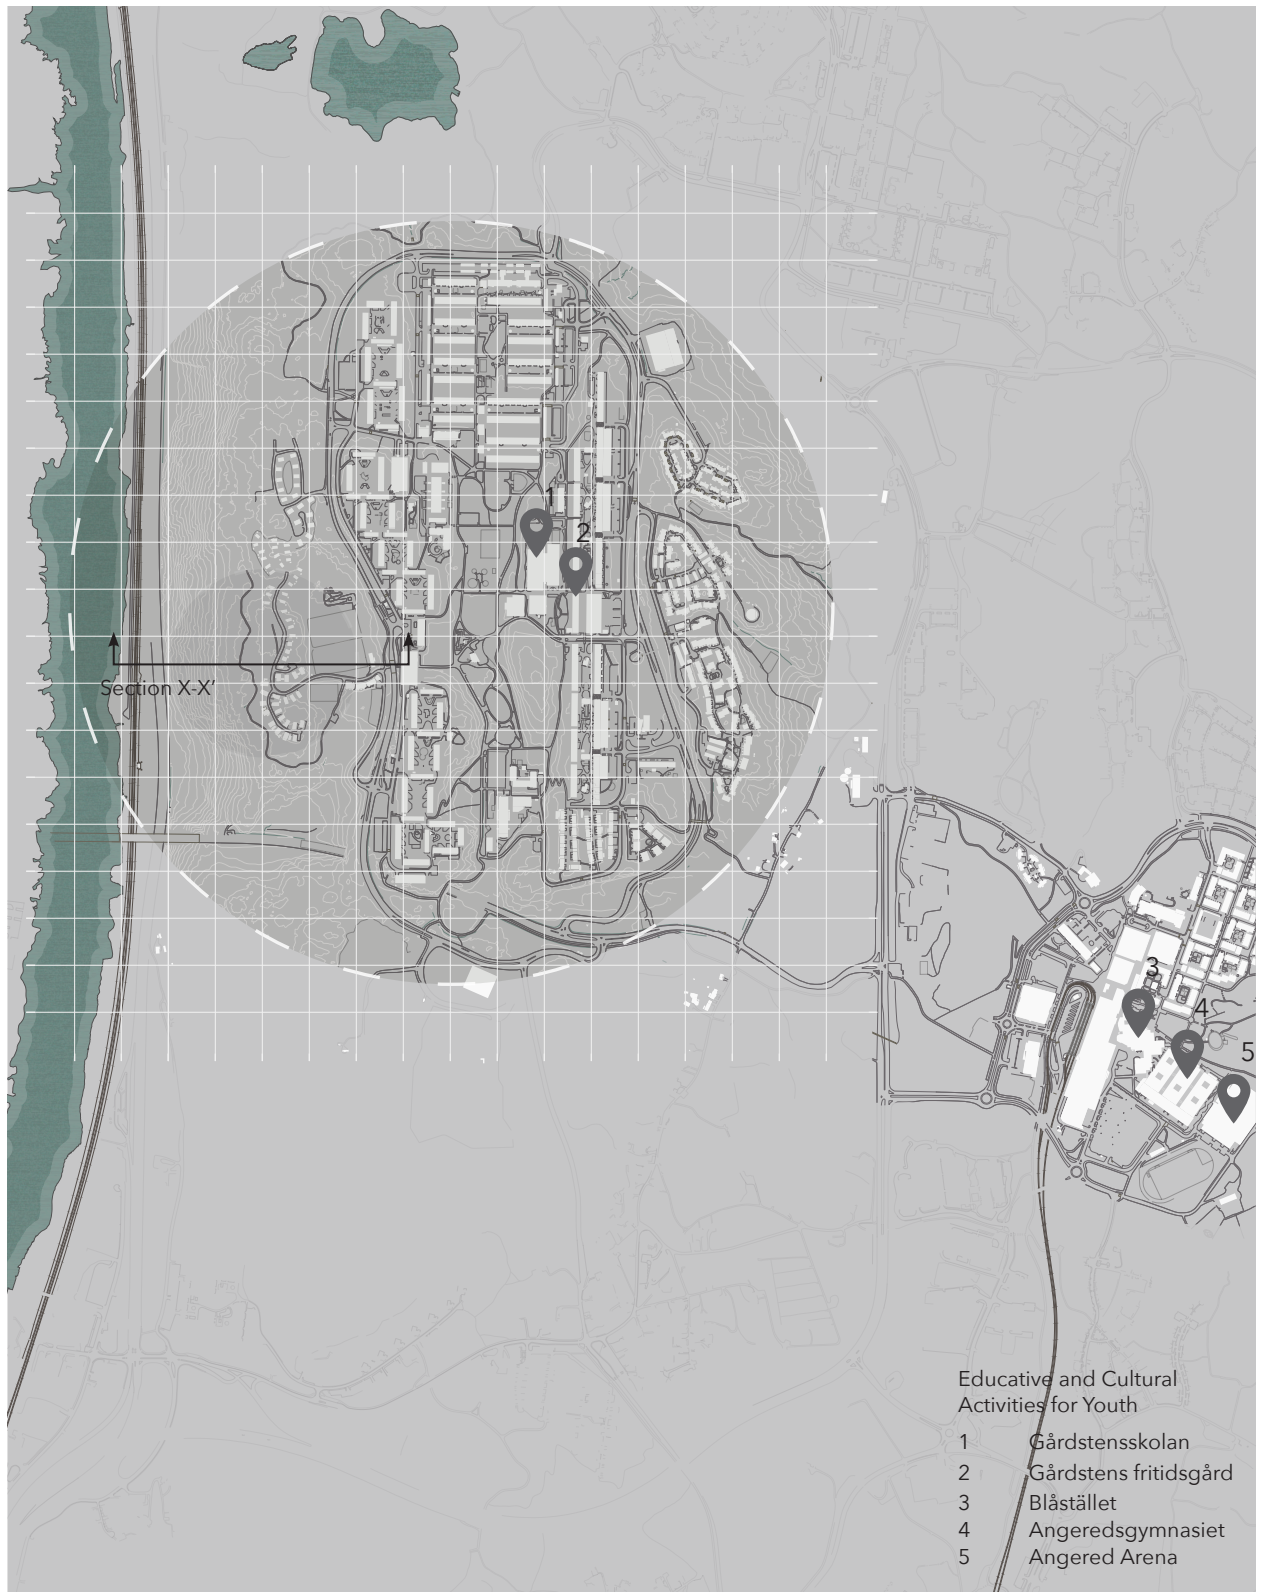 1
2
Section X-X’
3
4
5
Educative and Cultural
Activities for Youth
1 Gårdstensskolan
2 Gårdstens fritidsgård
3 Blåstället
4 Angeredsgymnasiet
5 Angered Arena